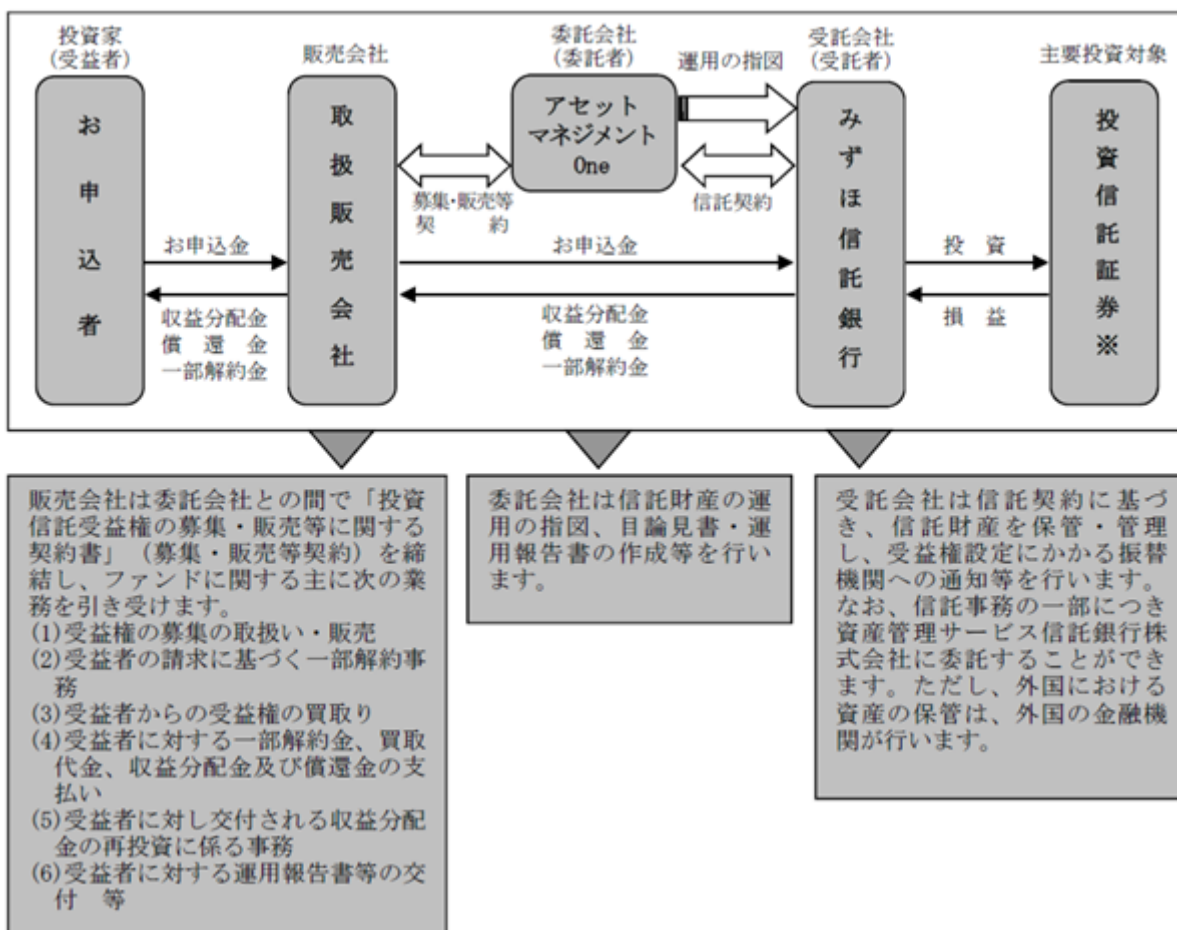 投資家
(受益者)
販売会社
委託会社
(委託者)
運用の指図
受託会社
(受託者)
主要投資対象
お申込者
取扱販売会社
アセット
マネジメント
One
みずほ信託銀行
投資信託証券※
募集・販売等
契　約
信託契約
お申込金
収益分配金
償　還　金
一部解約金
お申込金
収益分配金
償　還　金
一部解約金
投　資
損　益
販売会社は委託会社との間で「投資
信託受益権の募集・販売等に関する
契約書」（募集・販売等契約）を締
結し、ファンドに関する主に次の業
務を引き受けます。
(1)受益権の募集の取扱い・販売
(2)受益者の請求に基づく一部解約事
務
(3)受益者からの受益権の買取り
(4)受益者に対する一部解約金、買取
代金、収益分配金及び償還金の支
払い
(5)受益者に対し交付される収益分配
金の再投資に係る事務
(6)受益者に対する運用報告書等の交
付　等
委託会社は信託財産の運
用の指図、目論見書・運
用報告書の作成等を行い
ます。
受託会社は信託契約に基づ
き、信託財産を保管・管理
し、受益権設定にかかる振替
機関への通知等を行います。
なお、信託事務の一部につき
資産管理サービス信託銀行株
式会社に委託することができ
ます。ただし、外国における
資産の保管は、外国の金融機
関が行います。